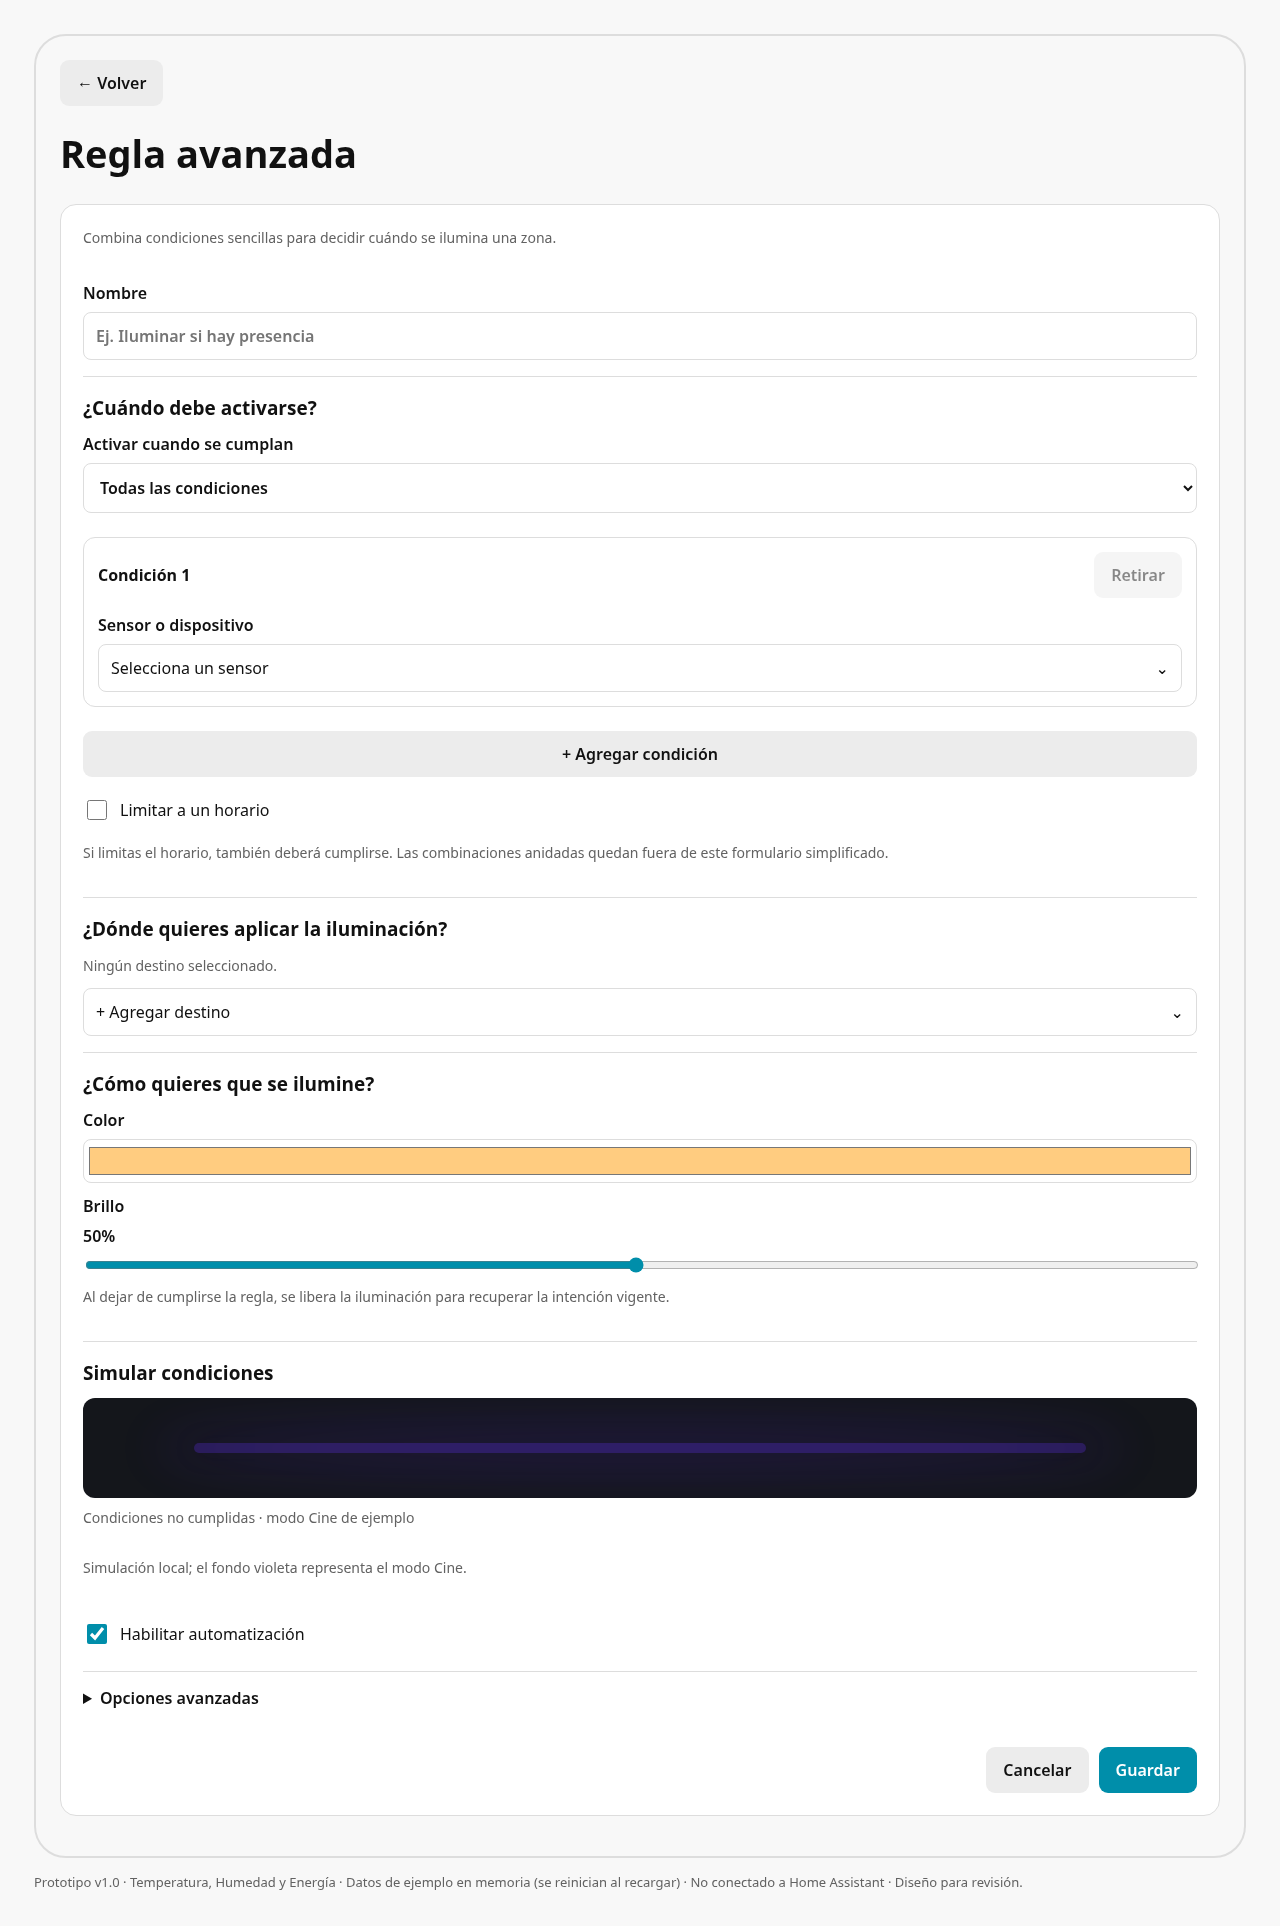 ← Volver
Regla avanzada
Combina condiciones sencillas para decidir cuándo se ilumina una zona.
Nombre
Ej. Iluminar si hay presencia
¿Cuándo debe activarse?
Activar cuando se cumplan
Todas las condiciones
Condición 1
Retirar
Sensor o dispositivo
Selecciona un sensor
+ Agregar condición
Limitar a un horario
Si limitas el horario, también deberá cumplirse. Las combinaciones anidadas quedan fuera de este formulario simplificado.
¿Dónde quieres aplicar la iluminación?
Ningún destino seleccionado.
+ Agregar destino
¿Cómo quieres que se ilumine?
Color
Brillo
50%
Al dejar de cumplirse la regla, se libera la iluminación para recuperar la intención vigente.
Simular condiciones
Condiciones no cumplidas · modo Cine de ejemplo
Simulación local; el fondo violeta representa el modo Cine.
Habilitar automatización
Opciones avanzadas
Cancelar
Guardar
Prototipo v1.0 · Temperatura, Humedad y Energía · Datos de ejemplo en memoria (se reinician al recargar) · No conectado a Home Assistant · Diseño para revisión.